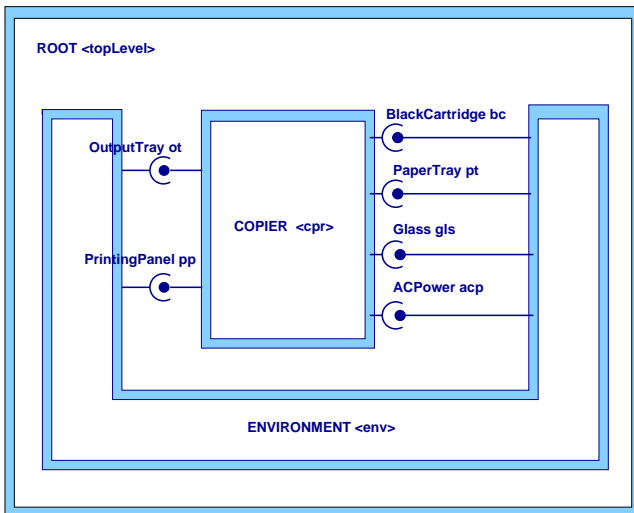 ROOT <topLevel>
BlackCartridge bc
OutputTray ot
PaperTray pt
COPIER <cpr>
Glass gls
PrintingPanel pp
ACPower acp
ENVIRONMENT <env>